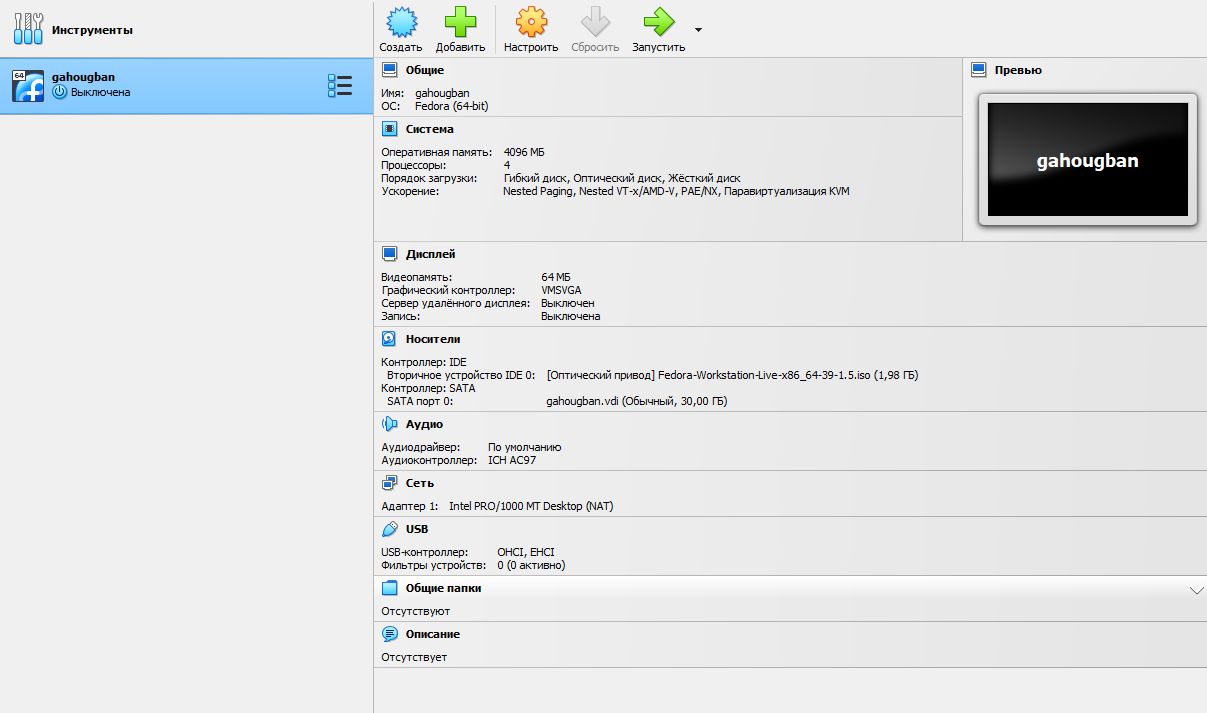 Инструменты
64
gahougban
Выключена
Создать Добавить Настроить Сбросить Запустить
Общие
Имя: gahougban
ОС: Fedora (64-bit)
Система
Оперативная память: 4096 МБ
Процессоры: 4
Порядок загрузки: Гибкий диск, Оптический диск, Жёсткий диск
Ускорение: Nested Paging, Nested VT-x/AMD-V, PAE/NX, Паравиртуализация KVM
Превью
gahougban
Дисплей
Видеопамять: 64 МБ
Графический контроллер: VMSVGA
Сервер удалённого дисплея: Выключен
Запись: Выключена
Носители
Контроллер: IDE
Вторичное устройство IDE 0: [Оптический привод] Fedora-Workstation-Live-x86_64-39-1.5.iso (1,98 ГБ)
Контроллер: SATA
SATA порт 0: gahougban.vdi (Обычный, 30,00 ГБ)
Аудио
Аудиодрайвер: По умолчанию
Аудиоконтроллер: ICH AC97
Сеть
Адаптер 1: Intel PRO/1000 MT Desktop (NAT)
USB
USB-контроллер: OHCI, EHCI
Фильтры устройств: 0 (0 активно)
Общие папки
Отсутствуют
Описание
Отсутствует